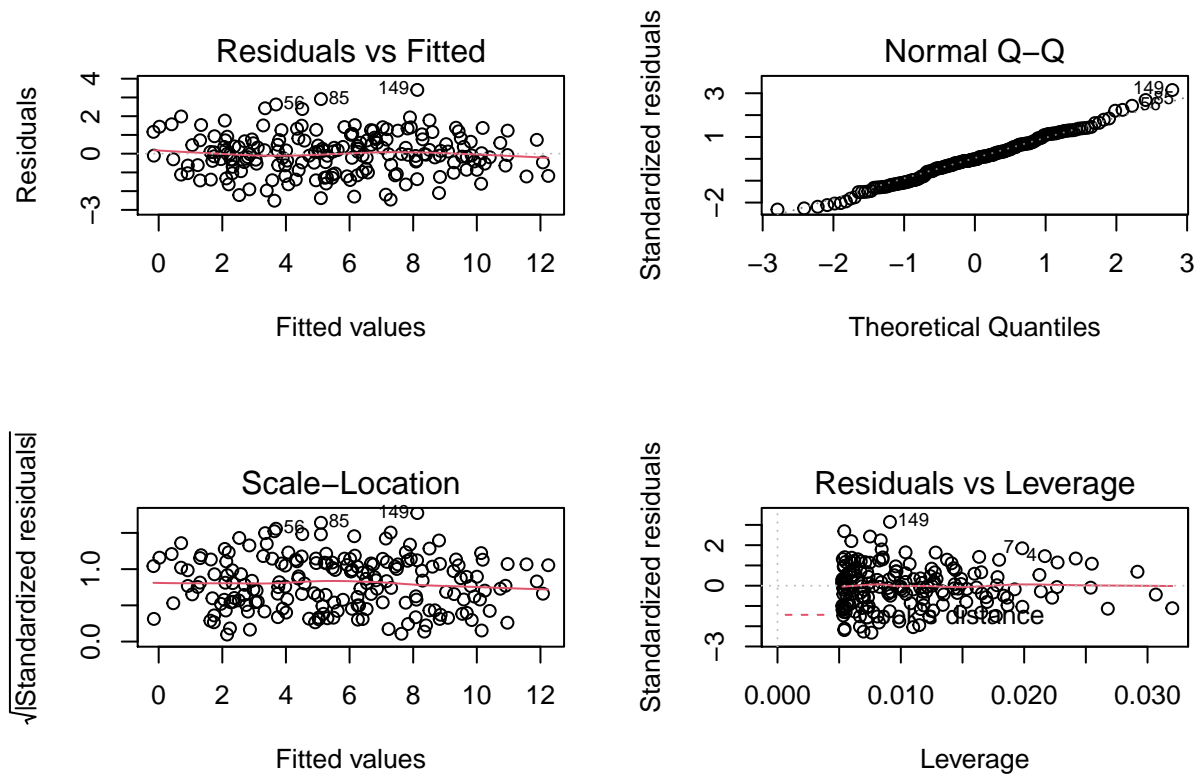 Residuals vs Fitted
Residuals
4
2
0
−3
56
85
149
0 2 4 6 8 10 12
Fitted values
Normal Q−Q
Standardized residuals
3
1
−2
149
85
56
−3 −2 −1 0 1 2 3
Theoretical Quantiles
Scale−Location
√|Standardized residuals|
1.0
0.0
56
85
149
0 2 4 6 8 10 12
Fitted values
Residuals vs Leverage
Standardized residuals
2
0
−3
149
7
4
distance
0.000 0.010 0.020 0.030
Leverage